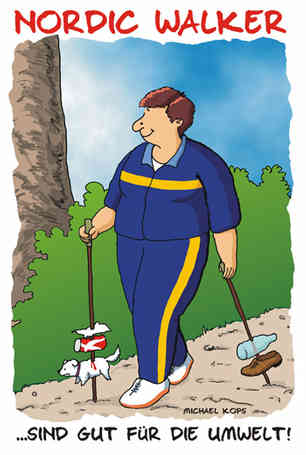 NORDIC WALKER
MICHAEL KOPS
...SIND GUT FÜR DIE UMWELT!